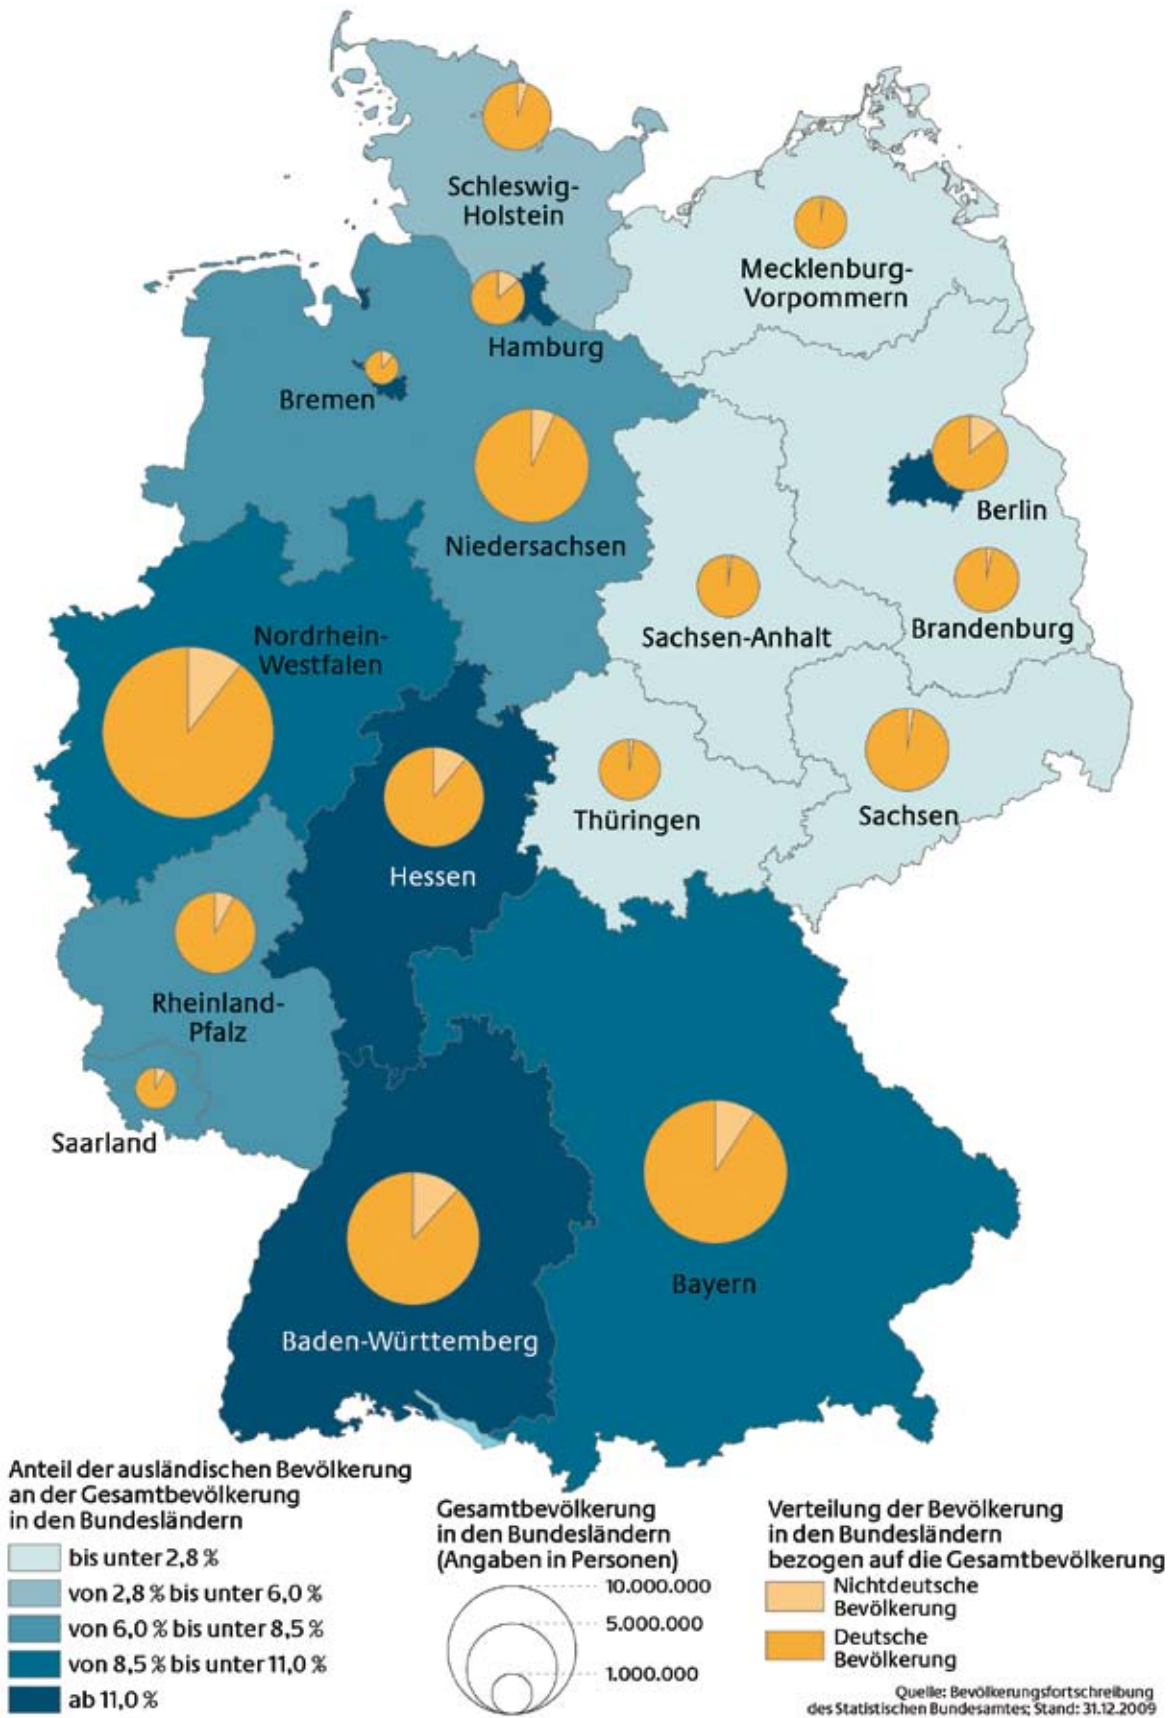 Schleswig-
Holstein
Mecklenburg-
Vorpommern
Hamburg
Bremen
Berlin
Niedersachsen
Brandenburg
Sachsen-Anhalt
Nordrhein-
Westfalen
Sachsen
Thüringen
Hessen
Rheinland-
Pfalz
Saarland
Bayern
Baden-Württemberg
Anteil der ausländischen Bevölkerung
an der Gesamtbevölkerung
in den Bundesländern
bis unter 2,8 %
von 2,8 % bis unter 6,0 %
von 6,0 % bis unter 8,5 %
von 8,5 % bis unter 11,0 %
ab 11,0 %
Gesamtbevölkerung
in den Bundesländern
(Angaben in Personen)
10.000.000
5.000.000
1.000.000
Verteilung der Bevölkerung
in den Bundesländern
bezogen auf die Gesamtbevölkerung
Nichtdeutsche
Bevölkerung
Deutsche
Bevölkerung
Quelle: Bevölkerungsfortschreibung
des Statistischen Bundesamtes; Stand: 31.12.2009